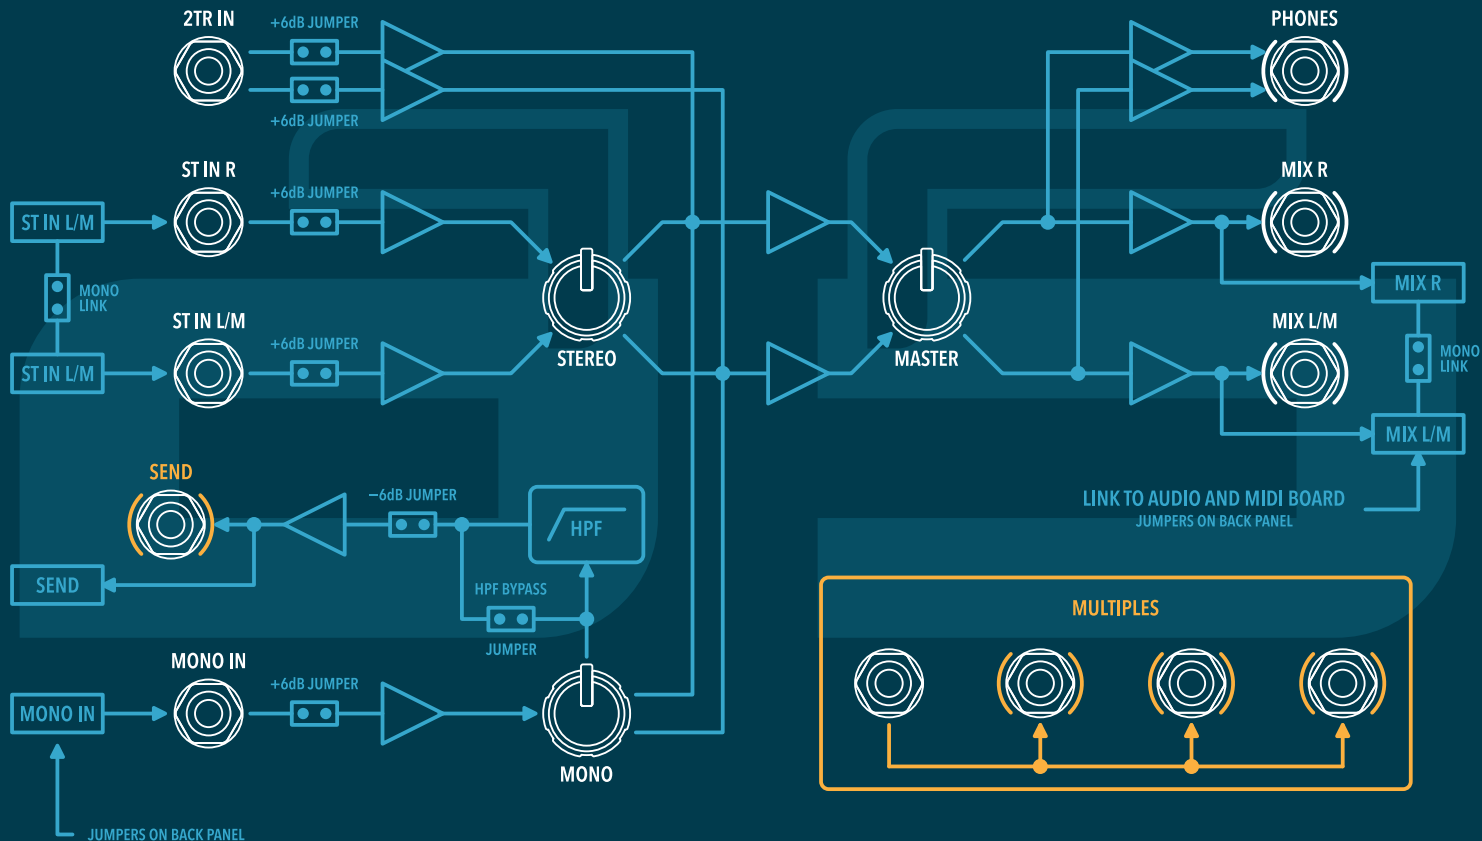 2TR IN
+6dB JUMPER
+6dB JUMPER
PHONES
ST IN R
+6dB JUMPER
MIX R
ST IN L/M
MONO
LINK
STEREO
MASTER
MIX R
ST IN L/M
+6dB JUMPER
MIX L/M
MONO
LINK
ST IN L/M
MIX L/M
SEND
−6dB JUMPER
HPF
LINK TO AUDIO AND MIDI BOARD
JUMPERS ON BACK PANEL
SEND
HPF BYPASS
JUMPER
MULTIPLES
MONO IN
+6dB JUMPER
MONO IN
MONO
JUMPERS ON BACK PANEL